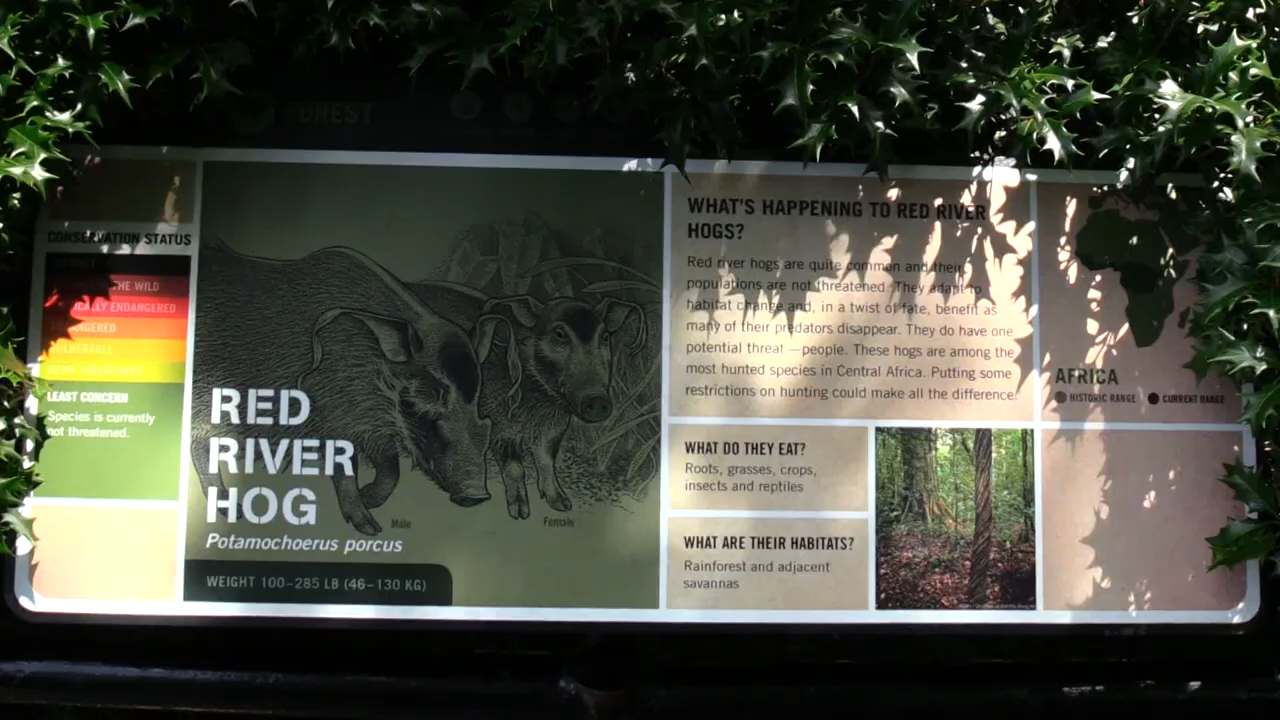 FOREST
CONSERVATION STATUS
THE WILD
ENDANGERED
LEAST CONCERN
Species is currently
not threatened.
RED
RIVER
HOG
Potamochoerus porcus
WEIGHT 100–285 LB (46–130 KG)
Male
Female
WHAT'S HAPPENING TO RED RIVER
HOGS?
Red river hogs are quite common and their
populations are not threatened. They adapt to
habitat change and, in a twist of fate, benefit as
many of their predators disappear. They do have one
potential threat — people. These hogs are among the
most hunted species in Central Africa. Putting some
restrictions on hunting could make all the difference.
WHAT DO THEY EAT?
Roots, grasses, crops,
insects and reptiles
WHAT ARE THEIR HABITATS?
Rainforest and adjacent
savannas
AFRICA
HISTORIC RANGE CURRENT RANGE